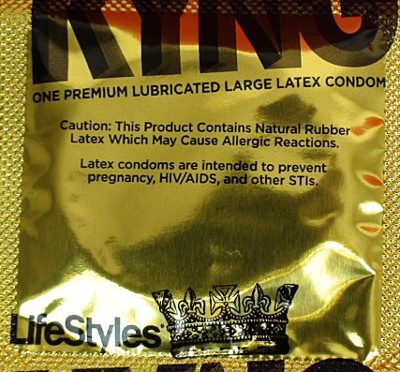 KYNG
ONE PREMIUM LUBRICATED LARGE LATEX CONDOM
Caution: This Product Contains Natural Rubber
Latex Which May Cause Allergic Reactions.
Latex condoms are intended to prevent
pregnancy, HIV/AIDS, and other STIs.
LifeStyles®